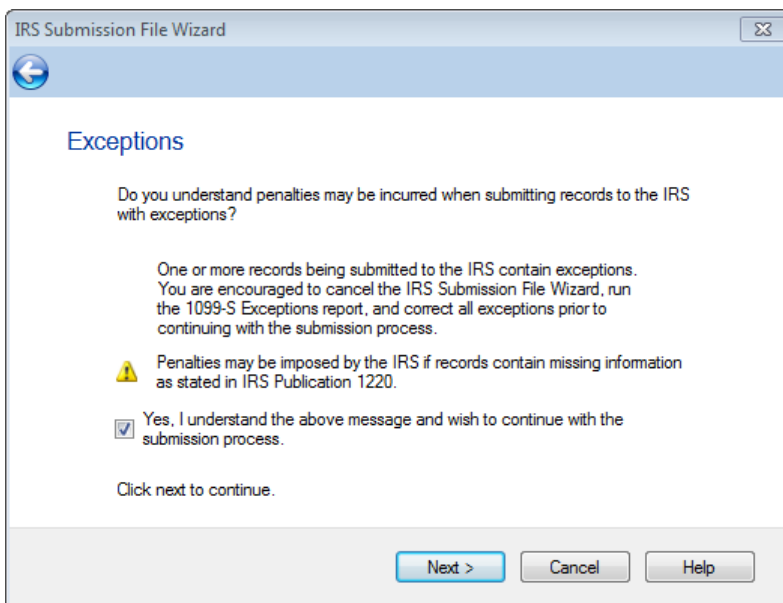 IRS Submission File Wizard
Exceptions
Do you understand penalties may be incurred when submitting records to the IRS
with exceptions?
One or more records being submitted to the IRS contain exceptions.
You are encouraged to cancel the IRS Submission File Wizard, run
the 1099-S Exceptions report, and correct all exceptions prior to
continuing with the submission process.
Penalties may be imposed by the IRS if records contain missing information
as stated in IRS Publication 1220.
Yes, I understand the above message and wish to continue with the
submission process.
Click next to continue.
Next >
Cancel
Help